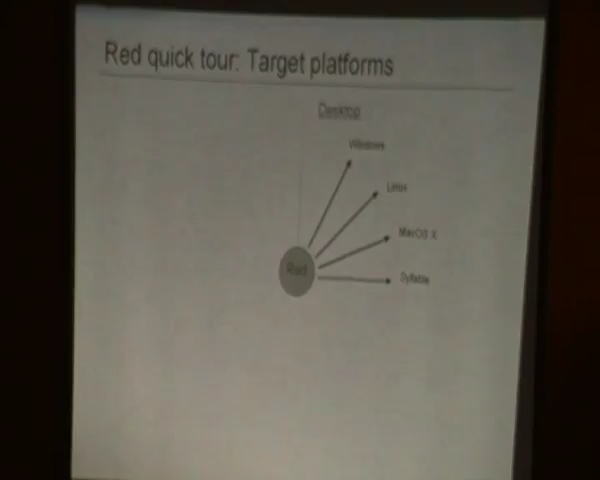 Red quick tour: Target platforms
Desktop
Windows
Linux
MacOS X
Red
Syllable